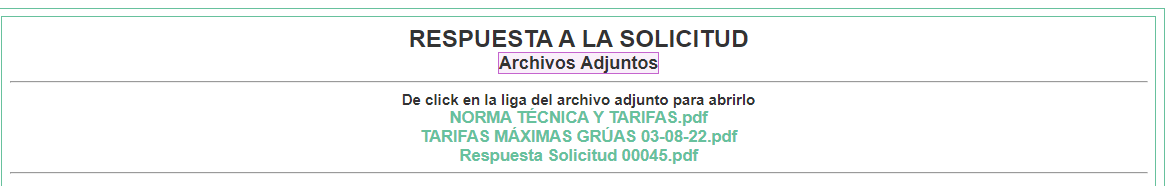 RESPUESTA A LA SOLICITUD
Archivos Adjuntos
De click en la liga del archivo adjunto para abrirlo
NORMA TÉCNICA Y TARIFAS.pdf
TARIFAS MÁXIMAS GRÚAS 03-08-22.pdf
Respuesta Solicitud 00045.pdf